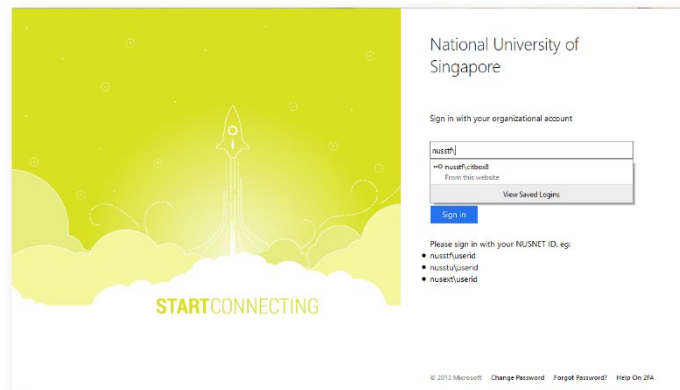 National University of
Singapore
Sign in with your organizational account
nusstf\
nusstf\citbox8
From this website
View Saved Logins
Sign in
Please sign in with your NUSNET ID, eg:
nusstf\userid
nusstu\userid
nusext\userid
STARTCONNECTING
© 2013 Microsoft Change Password Forgot Password? Help On 2FA